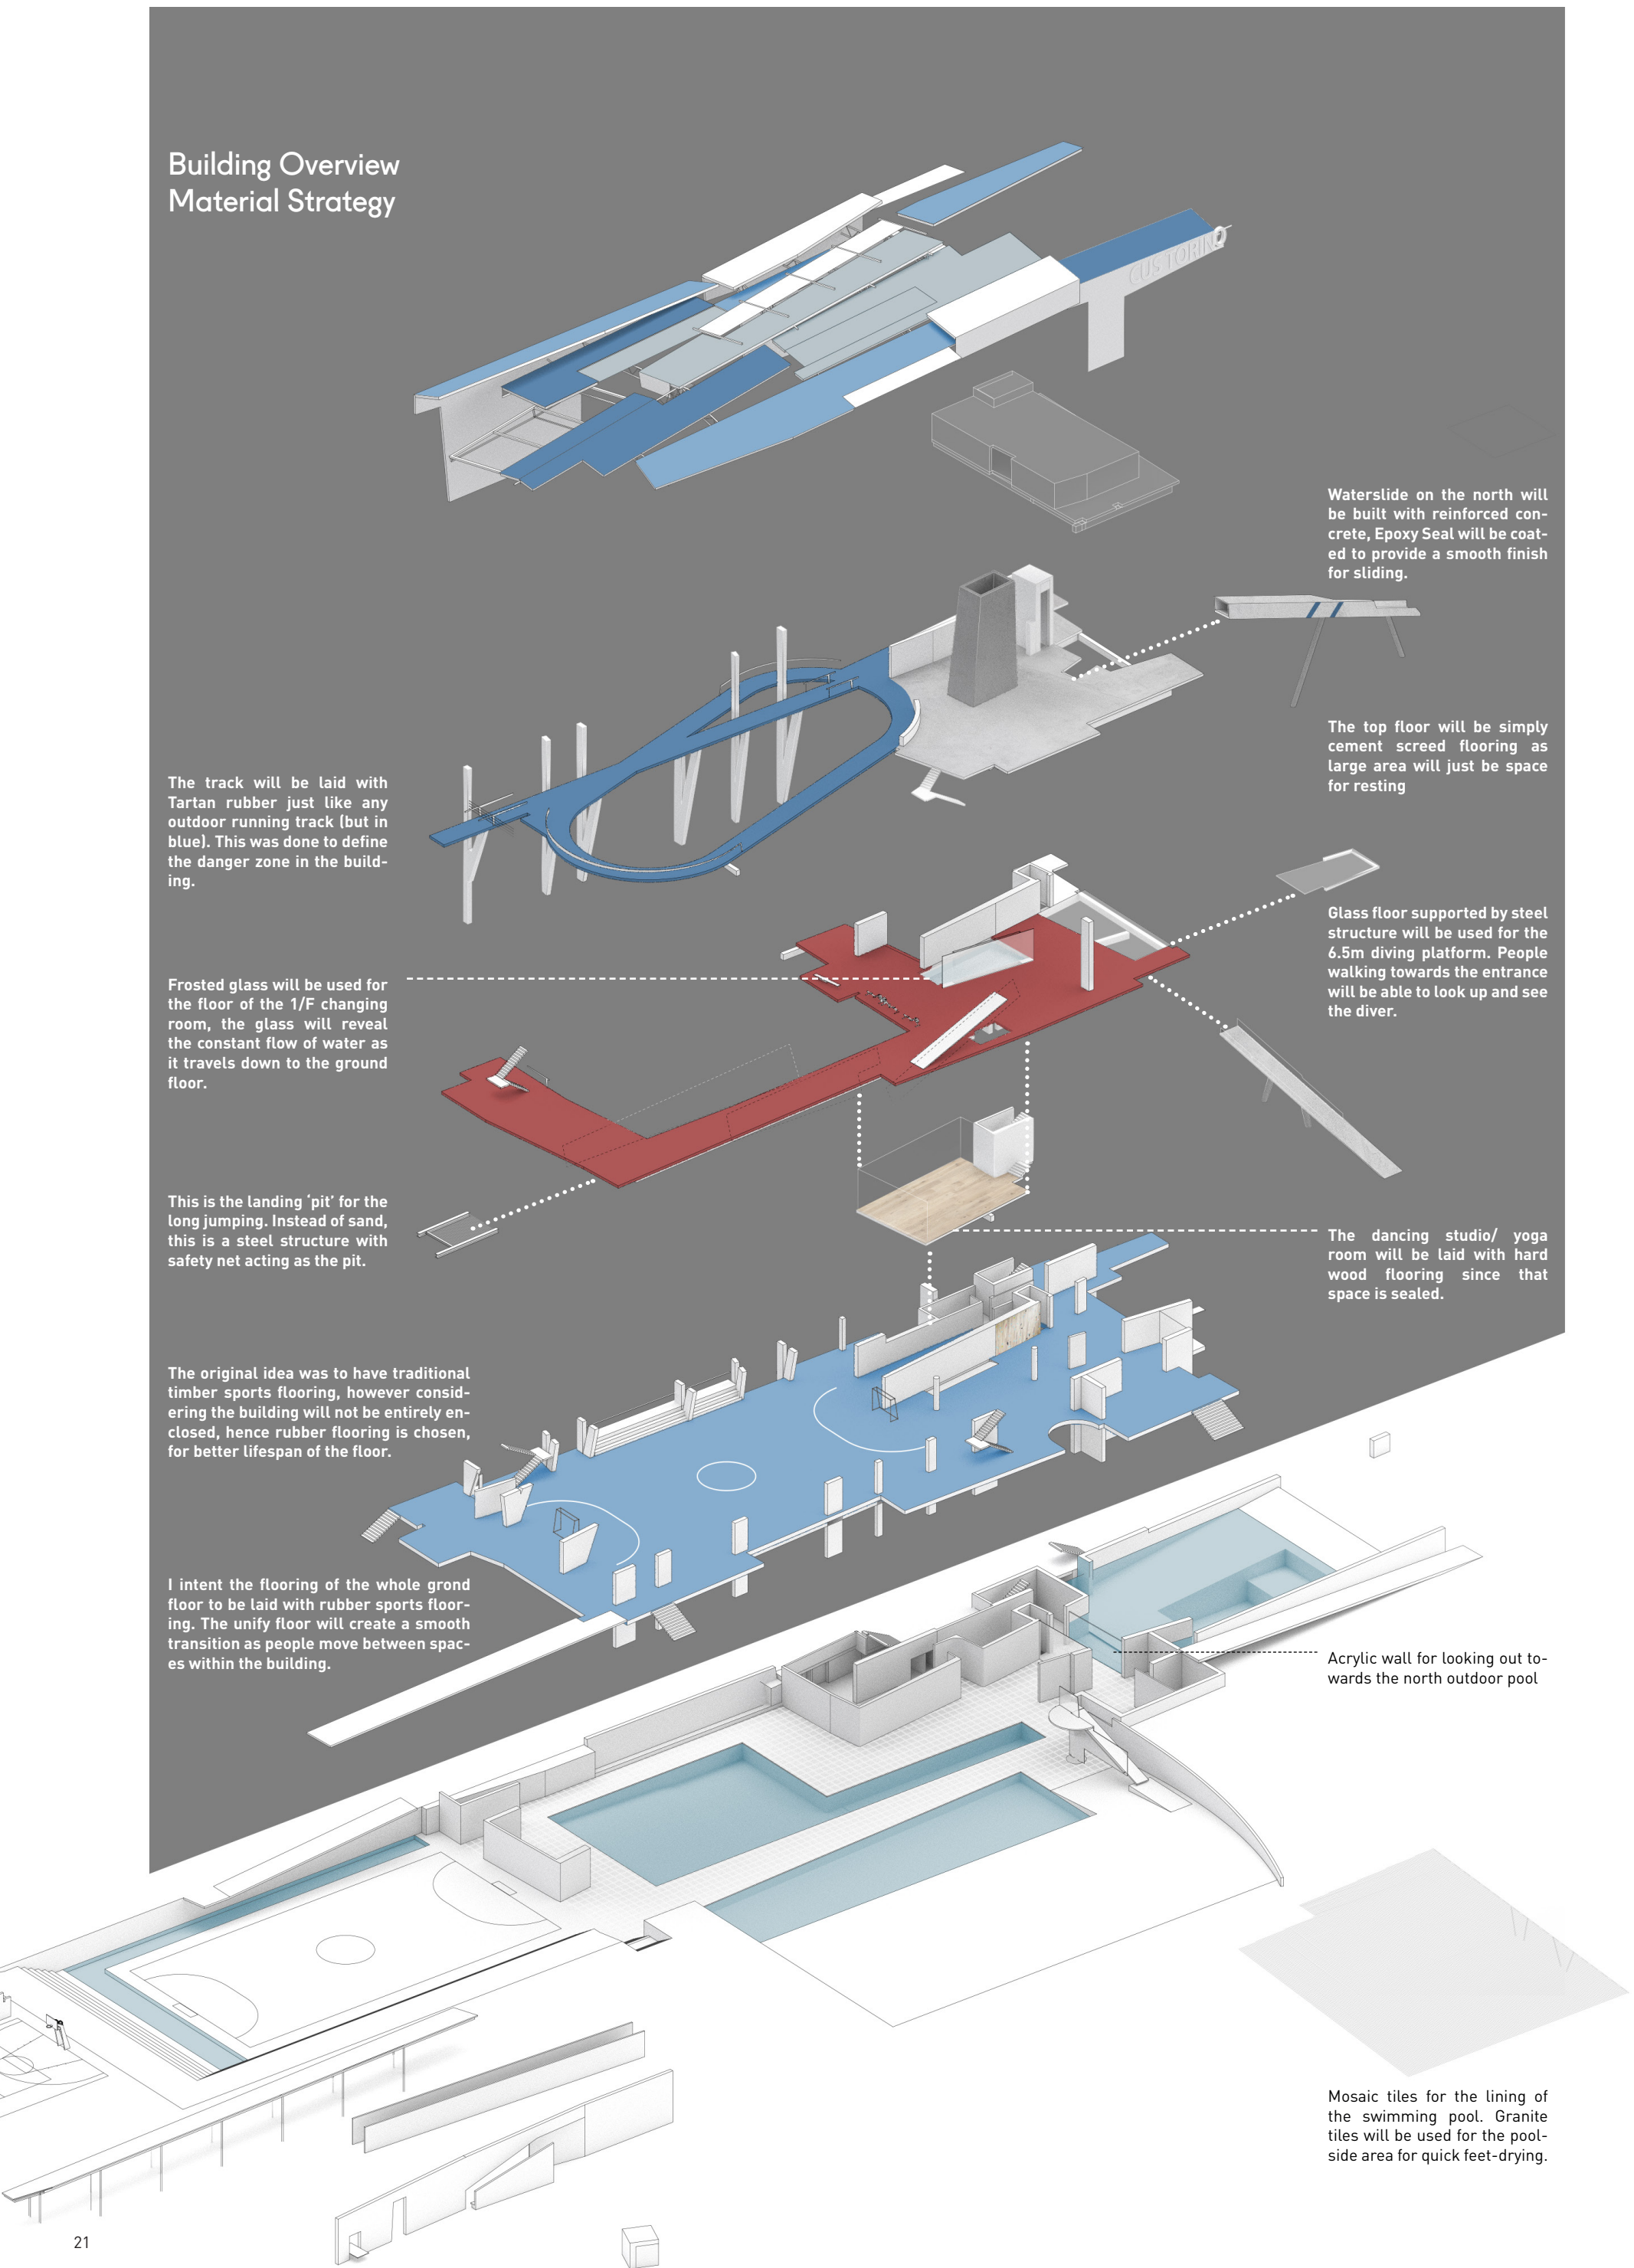 Building Overview
Material Strategy
CUS TORINO
Waterslide on the north will
be built with reinforced con-
crete, Epoxy Seal will be coat-
ed to provide a smooth finish
for sliding.
The top floor will be simply
cement screed flooring as
large area will just be space
for resting
The track will be laid with
Tartan rubber just like any
outdoor running track (but in
blue). This was done to define
the danger zone in the build-
ing.
Glass floor supported by steel
structure will be used for the
6.5m diving platform. People
walking towards the entrance
will be able to look up and see
the diver.
Frosted glass will be used for
the floor of the 1/F changing
room, the glass will reveal
the constant flow of water as
it travels down to the ground
floor.
This is the landing ‘pit’ for the
long jumping. Instead of sand,
this is a steel structure with
safety net acting as the pit.
The dancing studio/ yoga
room will be laid with hard
wood flooring since that
space is sealed.
The original idea was to have traditional
timber sports flooring, however consid-
ering the building will not be entirely en-
closed, hence rubber flooring is chosen,
for better lifespan of the floor.
I intent the flooring of the whole grond
floor to be laid with rubber sports floor-
ing. The unify floor will create a smooth
transition as people move between spac-
es within the building.
Acrylic wall for looking out to-
wards the north outdoor pool
Mosaic tiles for the lining of
the swimming pool. Granite
tiles will be used for the pool-
side area for quick feet-drying.
21